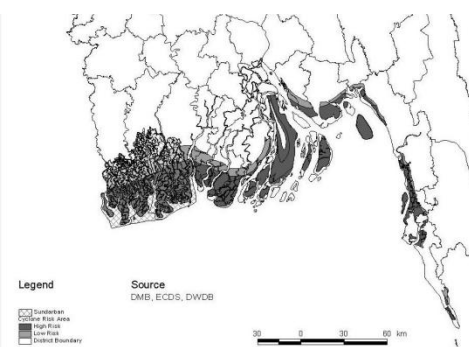 Legend
Sundarban
Cyclone Risk Area
High Risk
Low Risk
District Boundary
Source
DMB, ECDS, DWDB
30 0 30 60 km